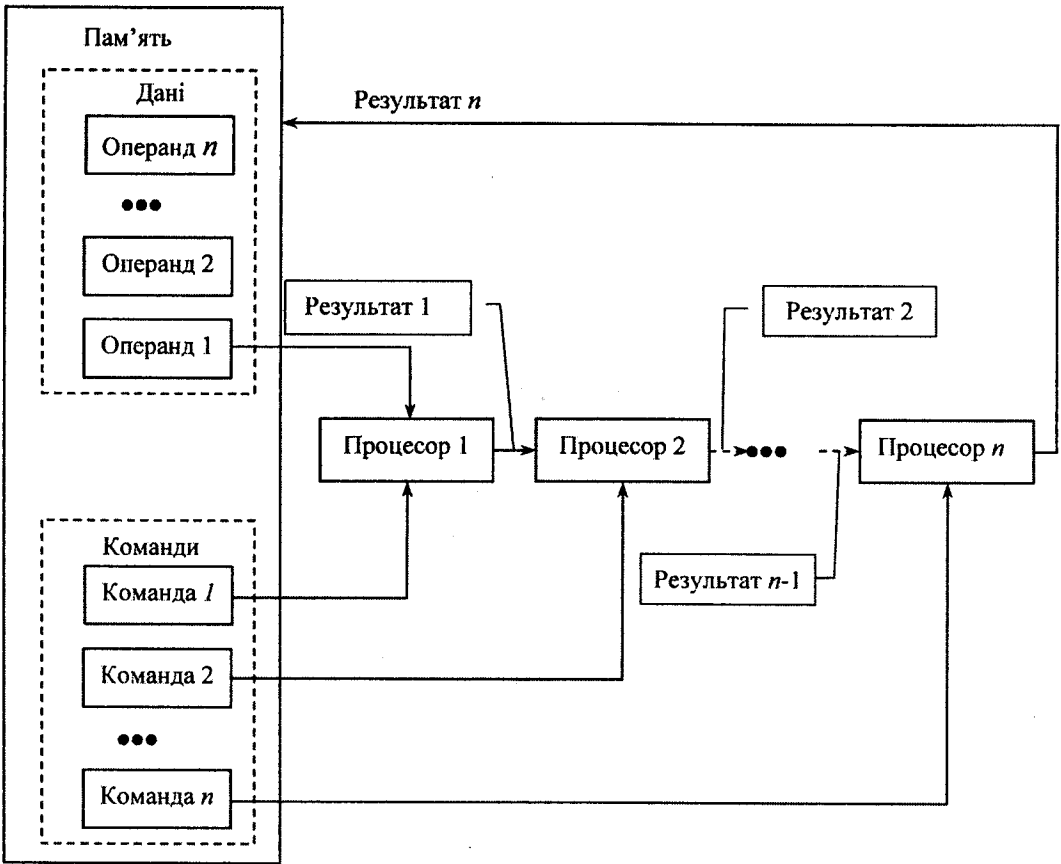 Пам’ять
Дані
Операнд n
Операнд 2
Операнд 1
Результат n
Результат 1
Результат 2
Процесор 1
Процесор 2
Процесор n
Результат n-1
Команди
Команда 1
Команда 2
Команда n